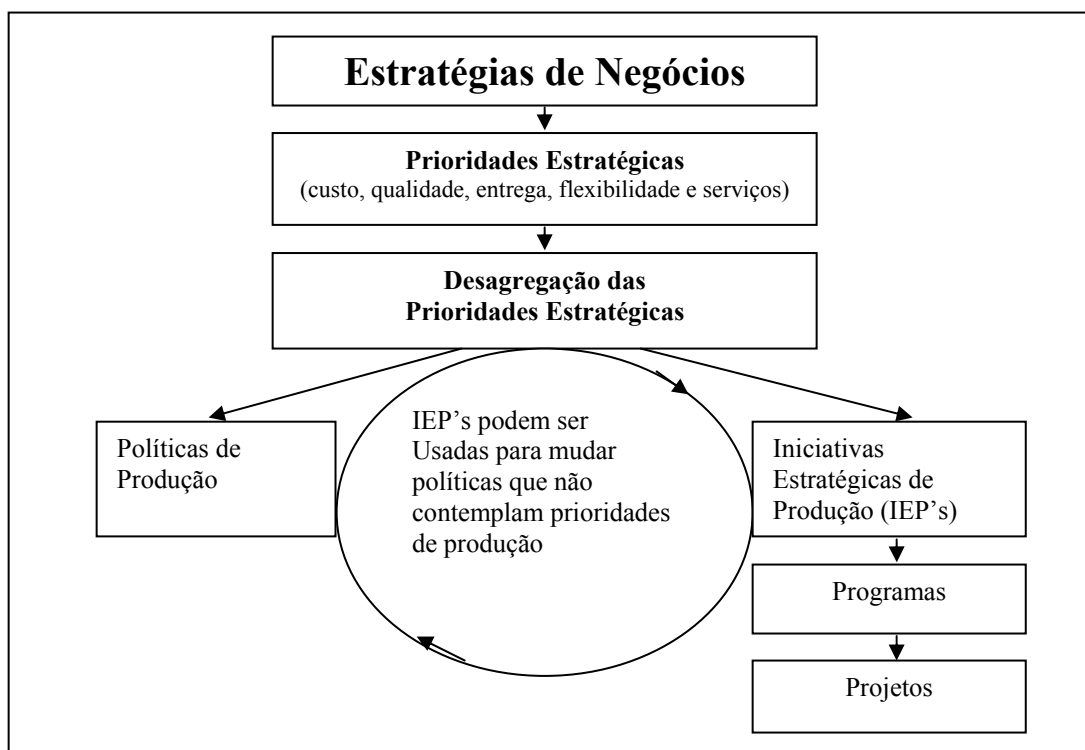 Estratégias de Negócios
Prioridades Estratégicas
(custo, qualidade, entrega, flexibilidade e serviços)
Desagregação das
Prioridades Estratégicas
Políticas de
Produção
IEP’s podem ser
Usadas para mudar
políticas que não
contemplam prioridades
de produção
Iniciativas
Estratégicas de
Produção (IEP’s)
Programas
Projetos